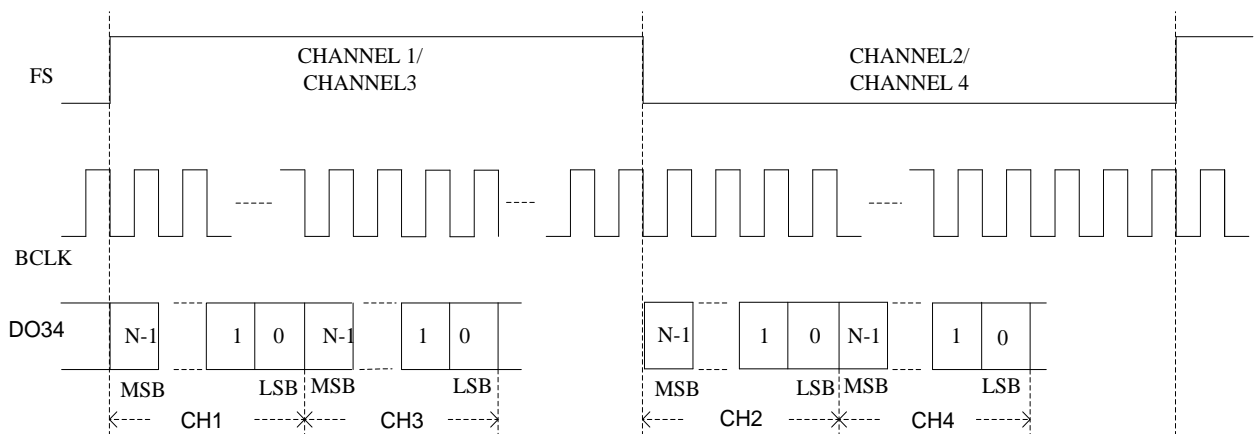 CHANNEL 1/
CHANNEL3
CHANNEL2/
CHANNEL 4
FS
BCLK
DO34
N-1 1 0 N-1 1 0 N-1 1 0 N-1 1 0
MSB LSB MSB LSB MSB LSB MSB LSB
CH1 CH3 CH2 CH4